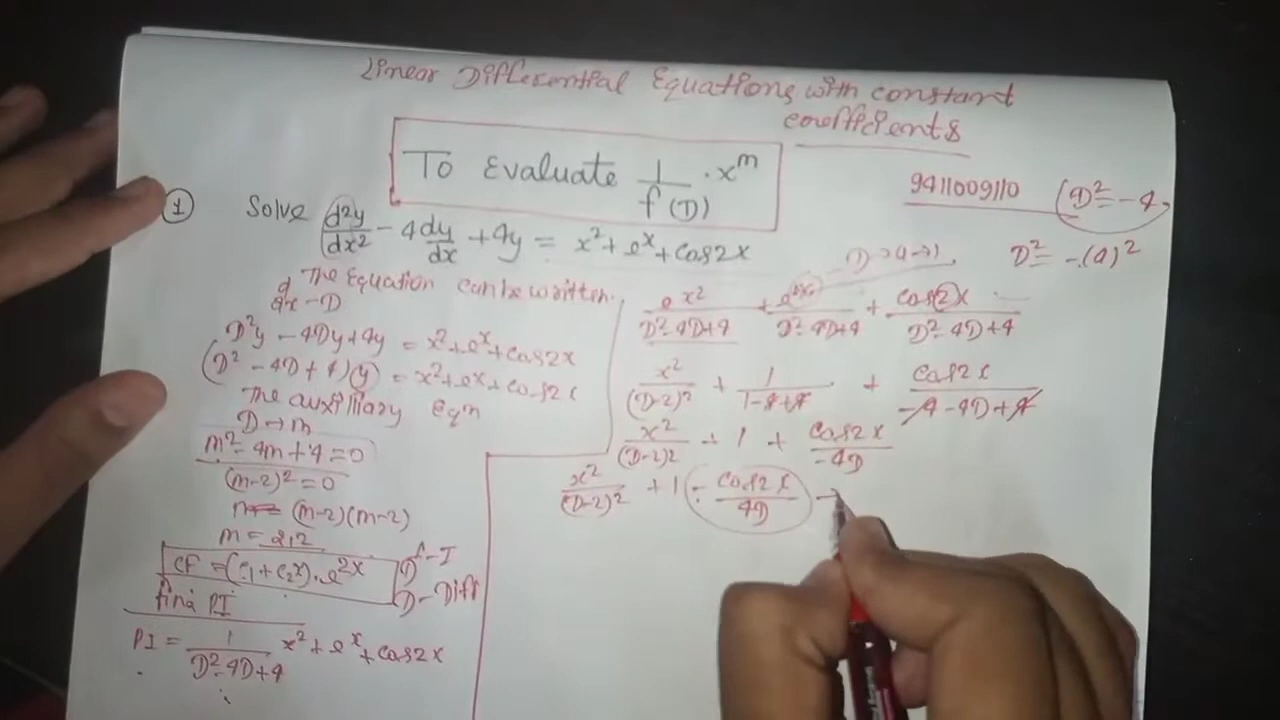 Linear Differential Equations with constant
coefficients
To Evaluate 1/f(D) · x^m
9411009110 (D² = -4)
① Solve d²y/dx² - 4dy/dx + 4y = x² + e^x + cos2x
D² = -(a)²
The Equation can be written.
d/dx - D
D²y - 4Dy + 4y = x² + e^x + cos2x
(D² - 4D + 4)(y) = x² + e^x + cos2x
The auxiliary Eqn
D → m
m² - 4m + 4 = 0
(m-2)² = 0
(m-2)(m-2)
m = 2,2
CF = (c₁ + c₂x).e^2x
find PI
PI = 1/(D²-4D+4) x² + e^x + cos2x
D - Diff
x²/(D²-4D+4) + e^x/(D²-4D+4) + cos2x/(D²-4D+4)
x²/(D-2)² + 1/(1-4+4) + cos2x/(-4-4D+4)
x²/(D-2)² + 1 + cos2x/-4D
x²/(D-2)² + 1 - cos2x/4D -